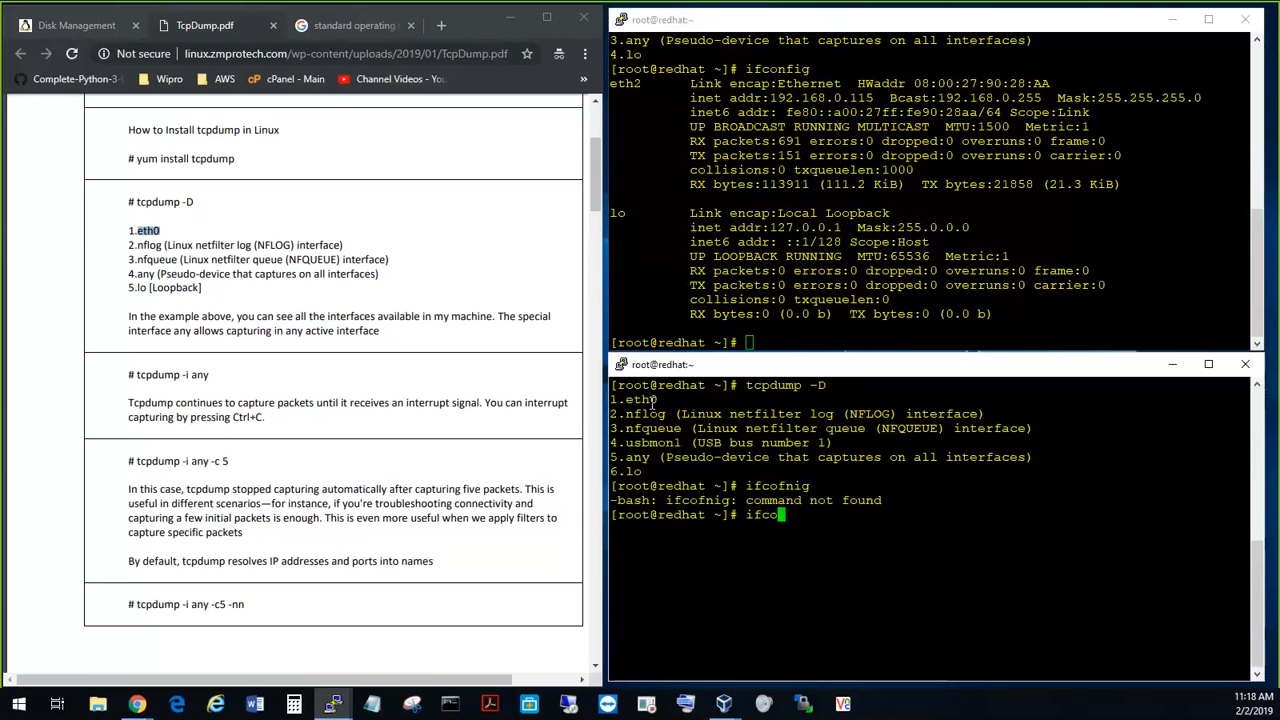 Disk Management
TcpDump.pdf
standard operating
Not secure
linux.zmprotech.com/wp-content/uploads/2019/01/TcpDump.pdf
Complete-Python-3
Wipro
AWS
cPanel - Main
Channel Videos -
How to Install tcpdump in Linux
# yum install tcpdump
# tcpdump -D
1.eth0
2.nflog (Linux netfilter log (NFLOG) interface)
3.nfqueue (Linux netfilter queue (NFQUEUE) interface)
4.any (Pseudo-device that captures on all interfaces)
5.lo [Loopback]
In the example above, you can see all the interfaces available in my machine. The special
interface any allows capturing in any active interface
# tcpdump -i any
Tcpdump continues to capture packets until it receives an interrupt signal. You can interrupt
capturing by pressing Ctrl+C.
# tcpdump -i any -c 5
In this case, tcpdump stopped capturing automatically after capturing five packets. This is
useful in different scenarios—for instance, if you're troubleshooting connectivity and
capturing a few initial packets is enough. This is even more useful when we apply filters to
capture specific packets
By default, tcpdump resolves IP addresses and ports into names
# tcpdump -i any -c5 -nn
root@redhat:~
3.any (Pseudo-device that captures on all interfaces)
4.lo
[root@redhat ~]# ifconfig
eth2 Link encap:Ethernet HWaddr 08:00:27:90:28:AA
inet addr:192.168.0.115 Bcast:192.168.0.255 Mask:255.255.255.0
inet6 addr: fe80::a00:27ff:fe90:28aa/64 Scope:Link
UP BROADCAST RUNNING MULTICAST MTU:1500 Metric:1
RX packets:691 errors:0 dropped:0 overruns:0 frame:0
TX packets:151 errors:0 dropped:0 overruns:0 carrier:0
collisions:0 txqueuelen:1000
RX bytes:113911 (111.2 KiB) TX bytes:21858 (21.3 KiB)
lo Link encap:Local Loopback
inet addr:127.0.0.1 Mask:255.0.0.0
inet6 addr: ::1/128 Scope:Host
UP LOOPBACK RUNNING MTU:65536 Metric:1
RX packets:0 errors:0 dropped:0 overruns:0 frame:0
TX packets:0 errors:0 dropped:0 overruns:0 carrier:0
collisions:0 txqueuelen:0
RX bytes:0 (0.0 b) TX bytes:0 (0.0 b)
[root@redhat ~]#
root@redhat:~
[root@redhat ~]# tcpdump -D
1.eth0
2.nflog (Linux netfilter log (NFLOG) interface)
3.nfqueue (Linux netfilter queue (NFQUEUE) interface)
4.usbmon1 (USB bus number 1)
5.any (Pseudo-device that captures on all interfaces)
6.lo
[root@redhat ~]# ifcofnig
-bash: ifcofnig: command not found
[root@redhat ~]# ifco
11:18 AM
2/2/2019